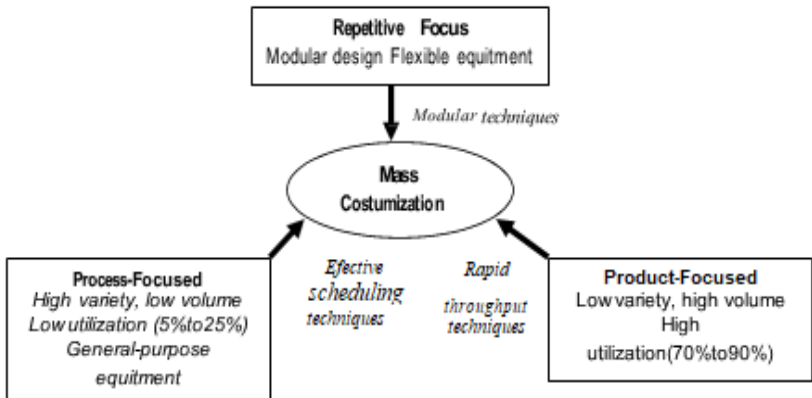 Repetitive Focus
Modular design Flexible equitment
Modular techniques
Mass
Costumization
Process-Focused
High variety, low volume
Low utilization (5%to25%)
General-purpose
equitment
Efective
scheduling
techniques
Rapid
throughput
techniques
Product-Focused
Low variety, high volume
High
utilization(70%to90%)